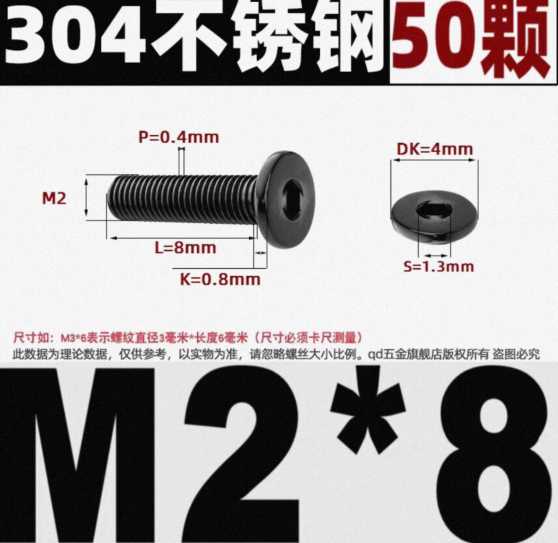 304不锈钢50颗
P=0.4mm
DK=4mm
M2
L=8mm
S=1.3mm
K=0.8mm
尺寸如：M3*6表示螺纹直径3毫米*长度6毫米（尺寸必须卡尺测量）
此数据为理论数据，仅供参考，以实物为准，请忽略螺丝大小比例。qd五金旗舰店版权所有 盗图必究
M2*8